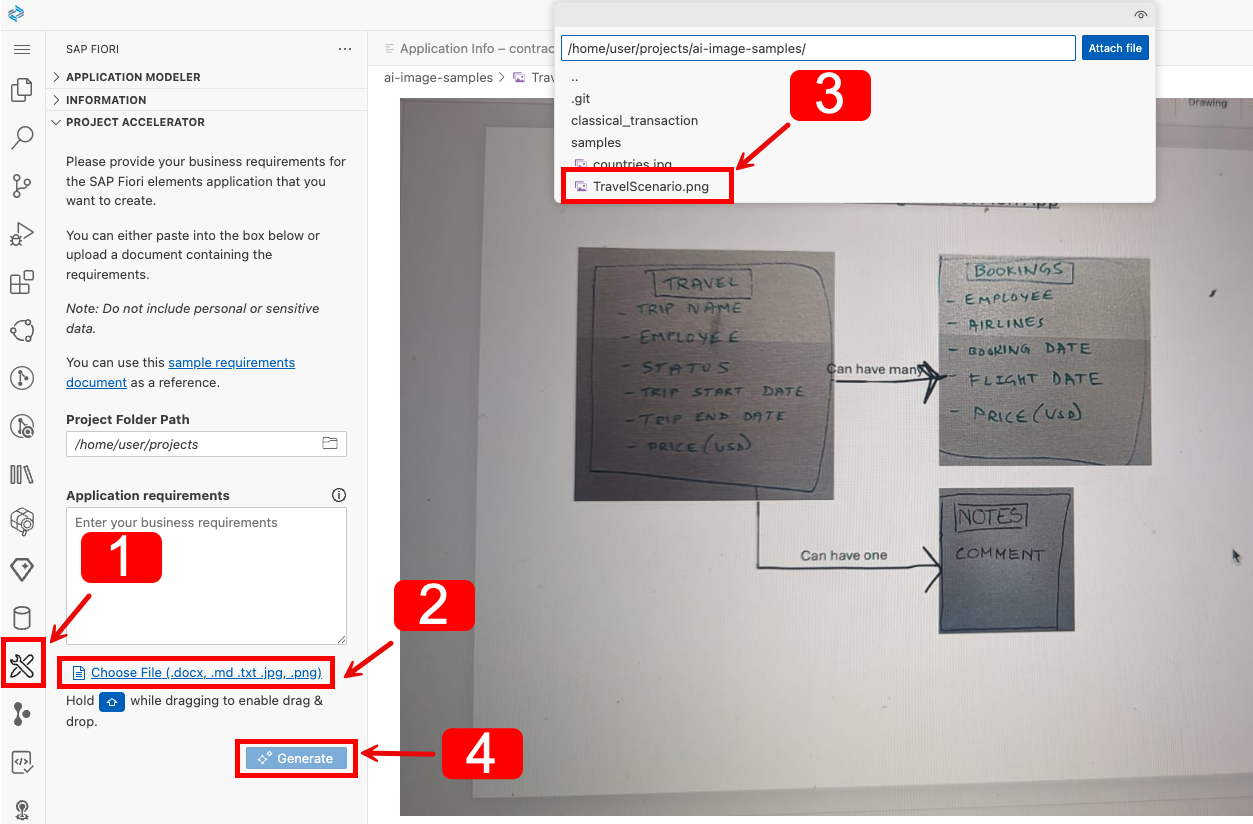 SAP FIORI
...
APPLICATION MODELER
INFORMATION
PROJECT ACCELERATOR
Please provide your business requirements for
the SAP Fiori elements application that you
want to create.
You can either paste into the box below or
upload a document containing the
requirements.
Note: Do not include personal or sensitive
data.
You can use this sample requirements
document as a reference.
Project Folder Path
/home/user/projects
Application requirements
Enter your business requirements
1
2
Choose File (.docx, .md .txt .jpg, .png)
Hold while dragging to enable drag &
drop.
Generate
4
Application Info – contrac
ai-image-samples > Trav
/home/user/projects/ai-image-samples/
Attach file
..
.git
classical_transaction
samples
countries.jpg
TravelScenario.png
3
Drawing
TRAVEL
- TRIP NAME
- EMPLOYEE
- STATUS
- TRIP START DATE
- TRIP END DATE
- PRICE (USD)
Can have many
BOOKINGS
- EMPLOYEE
- AIRLINES
- BOOKING DATE
- FLIGHT DATE
- PRICE (USD)
Can have one
NOTES
COMMENT